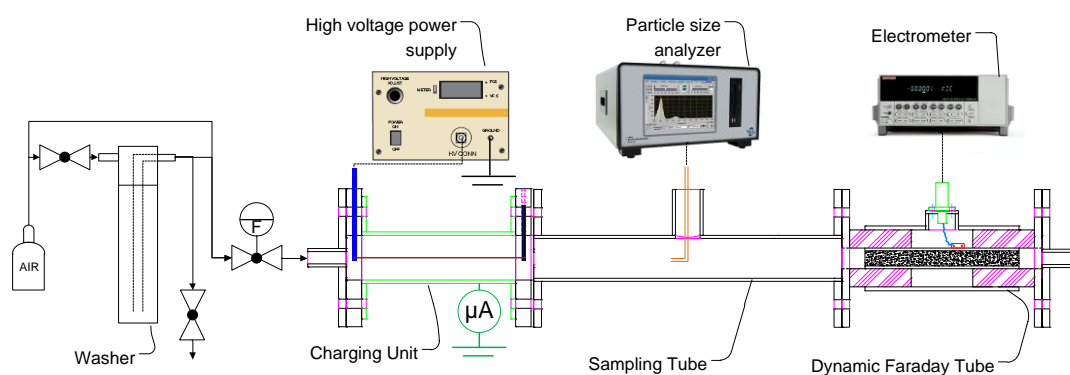 High voltage power
supply
Particle size
analyzer
Electrometer
HIGH VOLTAGE
ADJUST
METER
POWER
ON
OFF
GROUND
HV CONN
F
AIR
µA
Washer
Charging Unit
Sampling Tube
Dynamic Faraday Tube